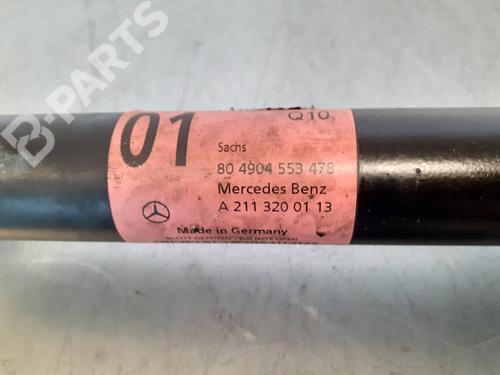 B-PARTS
01
Q10
Sachs
80 4904 553 478
Mercedes Benz
A 211 320 01 13
Made in Germany